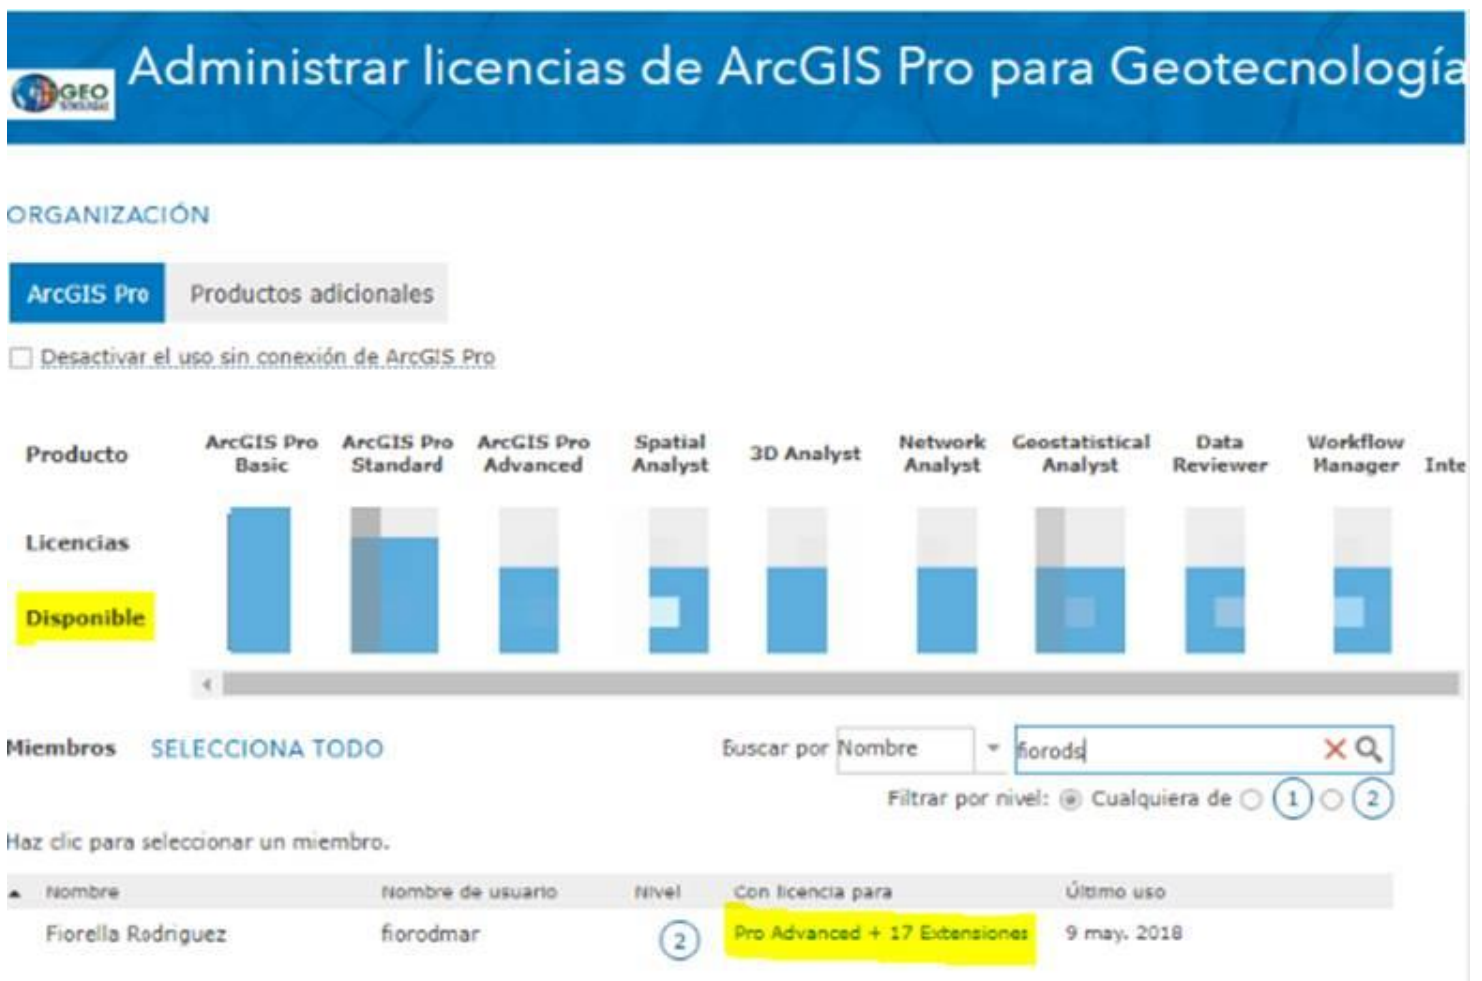 Administrar licencias de ArcGIS Pro para Geotecnología
GEO
ORGANIZACIÓN
ArcGIS Pro Productos adicionales
Desactivar el uso sin conexión de ArcGIS Pro
Producto ArcGIS Pro Basic ArcGIS Pro Standard ArcGIS Pro Advanced Spatial Analyst 3D Analyst Network Analyst Geostatistical Analyst Data Reviewer Workflow Manager Inte
Licencias
Disponible
Miembros SELECCIONA TODO Buscar por Nombre fiorods
Filtrar por nivel: Cualquiera de 1 2
Haz clic para seleccionar un miembro.
Nombre Nombre de usuario Nivel Con licencia para Último uso
Fiorella Rodriguez fiorodmar 2 Pro Advanced + 17 Extensiones 9 may. 2018